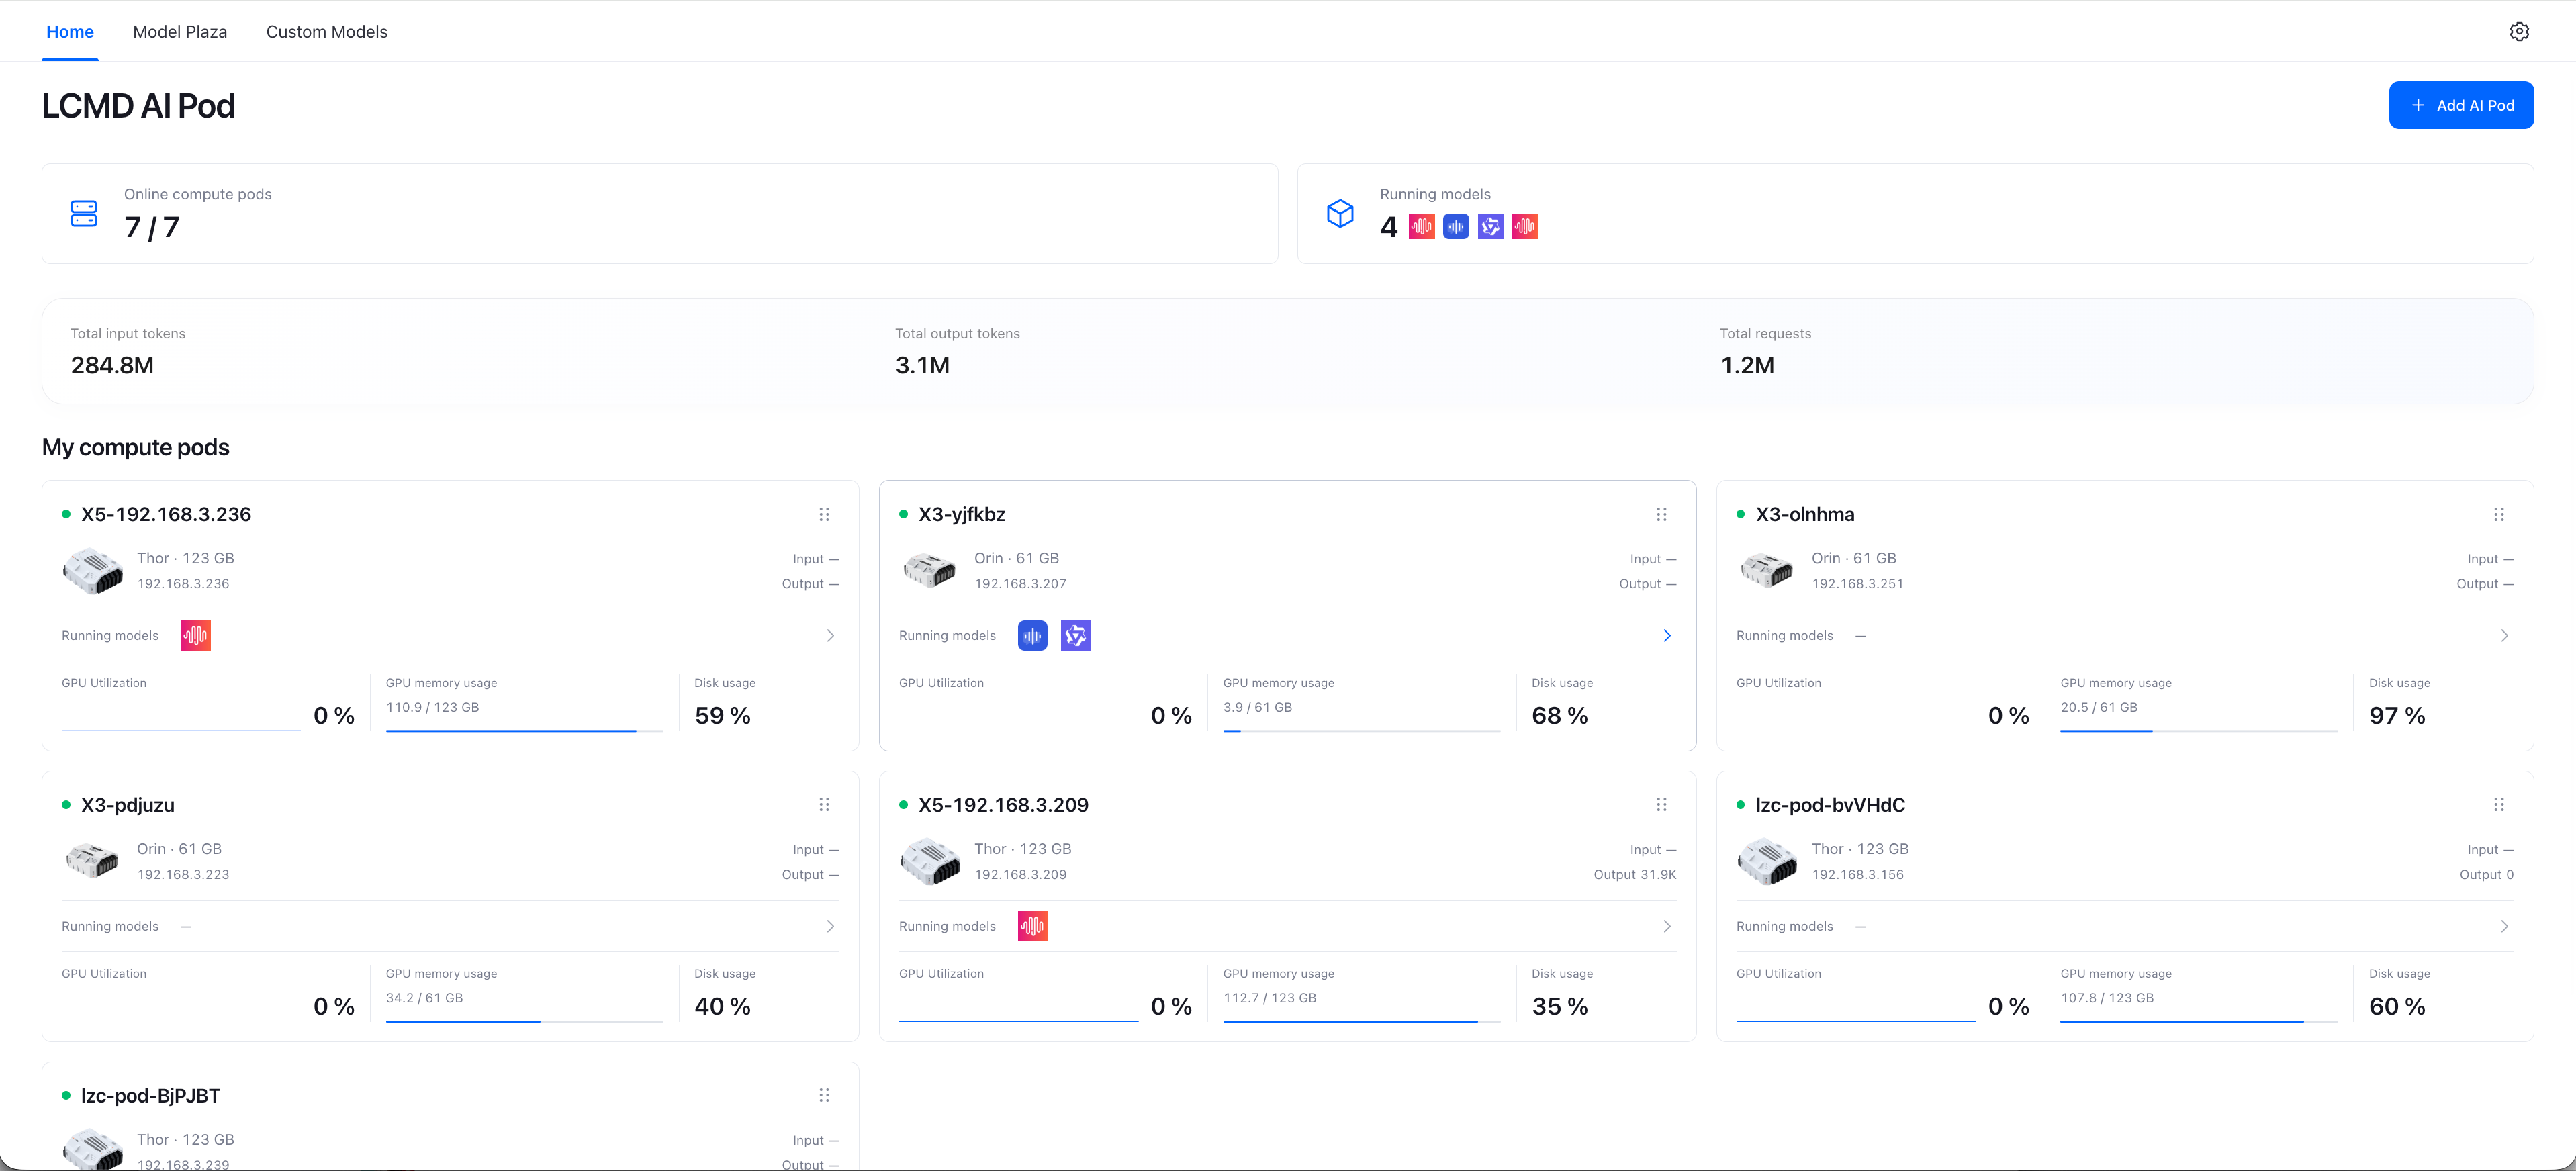 Home
Model Plaza
Custom Models
LCMD AI Pod
Add AI Pod
Online compute pods
7 / 7
Running models
4
Total input tokens
284.8M
Total output tokens
3.1M
Total requests
1.2M
My compute pods
X5-192.168.3.236
Thor · 123 GB
192.168.3.236
Input —
Output —
Running models
GPU Utilization
0 %
GPU memory usage
110.9 / 123 GB
Disk usage
59 %
X3-yjfkbz
Orin · 61 GB
192.168.3.207
Input —
Output —
Running models
GPU Utilization
0 %
GPU memory usage
3.9 / 61 GB
Disk usage
68 %
X3-olnhma
Orin · 61 GB
192.168.3.251
Input —
Output —
Running models —
GPU Utilization
0 %
GPU memory usage
20.5 / 61 GB
Disk usage
97 %
X3-pdjuzu
Orin · 61 GB
192.168.3.223
Input —
Output —
Running models —
GPU Utilization
0 %
GPU memory usage
34.2 / 61 GB
Disk usage
40 %
X5-192.168.3.209
Thor · 123 GB
192.168.3.209
Input —
Output 31.9K
Running models
GPU Utilization
0 %
GPU memory usage
112.7 / 123 GB
Disk usage
35 %
lzc-pod-bvVHdC
Thor · 123 GB
192.168.3.156
Input —
Output 0
Running models —
GPU Utilization
0 %
GPU memory usage
107.8 / 123 GB
Disk usage
60 %
lzc-pod-BjPJBT
Thor · 123 GB
192.168.3.239
Input —
Output —